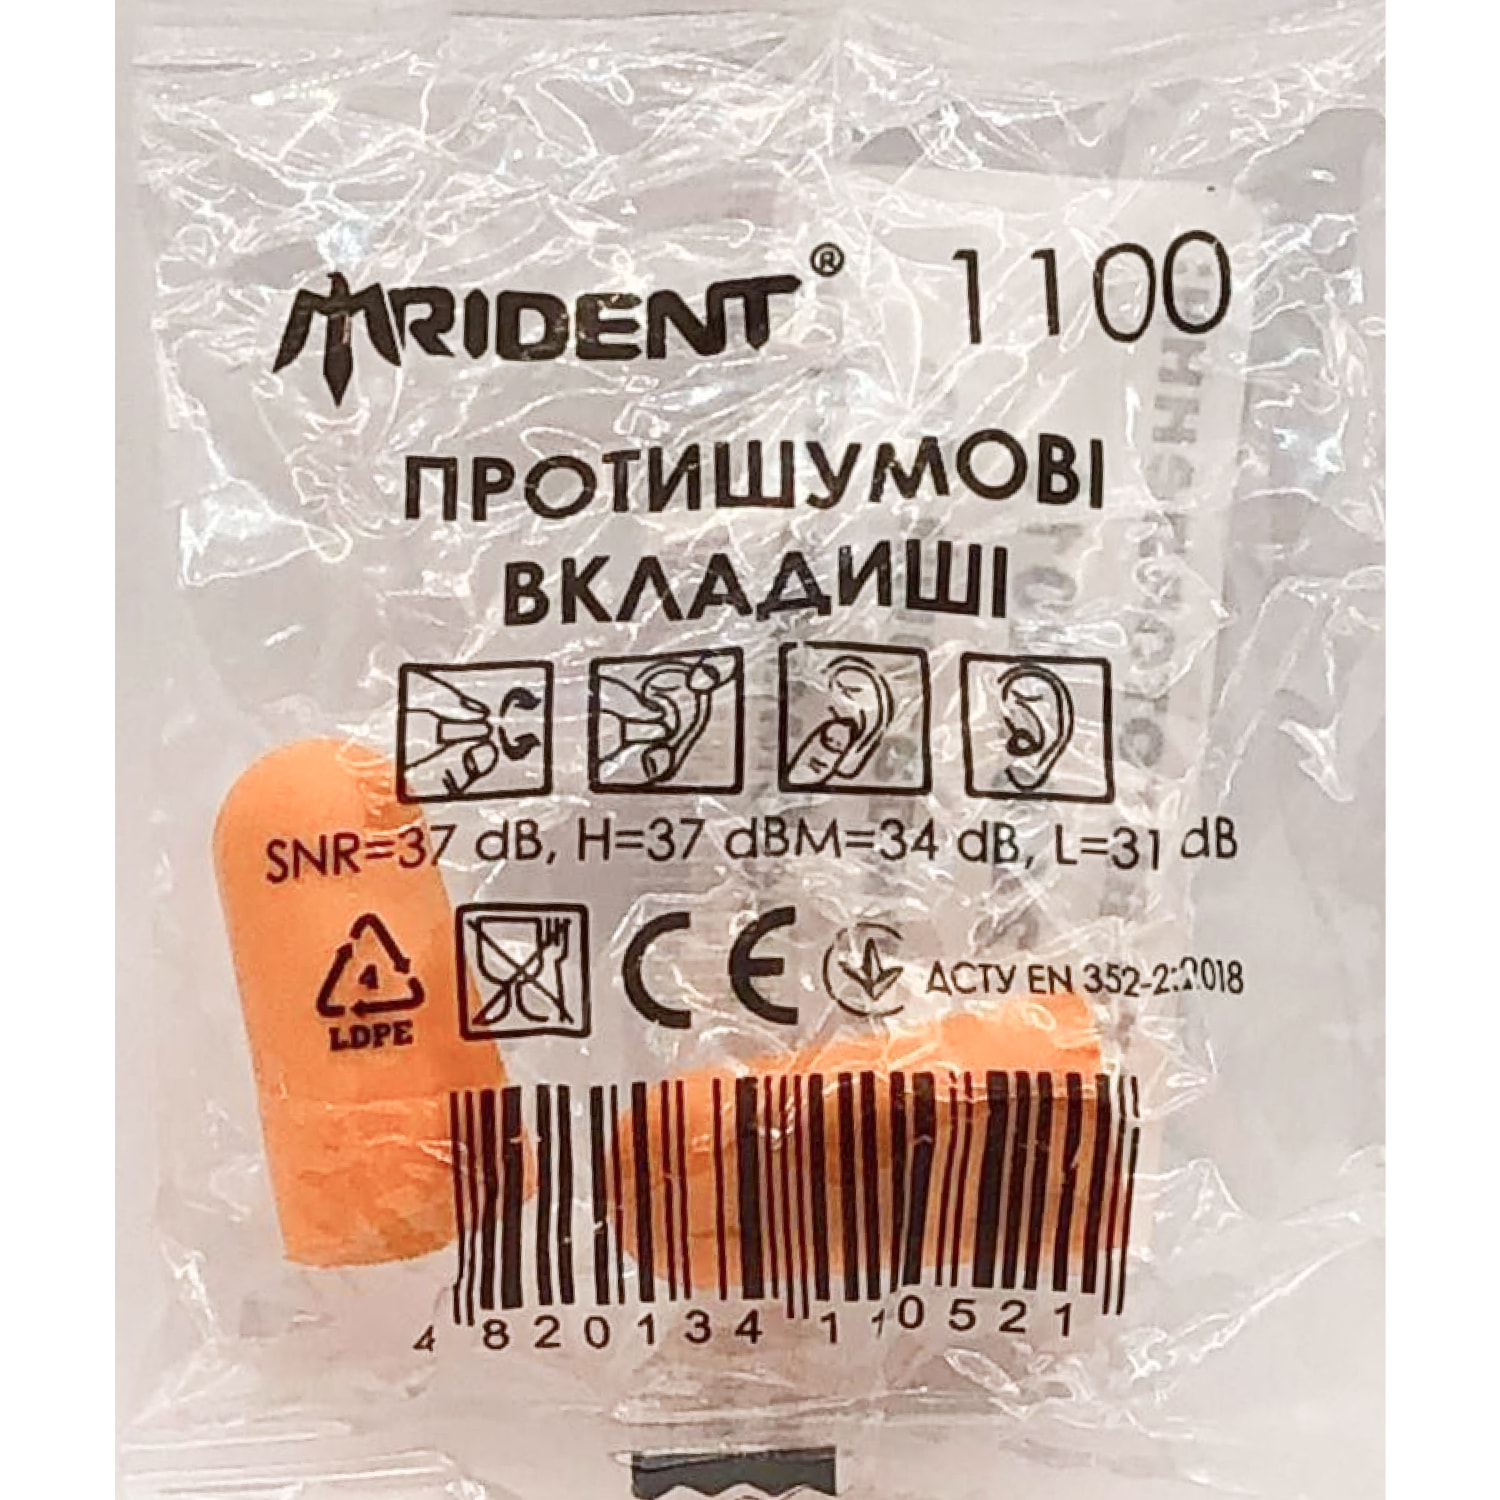 TRIDENT® 1100
ПРОТИШУМОВІ
ВКЛАДИШІ
SNR=37 dB, H=37 dBM=34 dB, L=31 dB
4
LDPE
CE ДСТУ EN 352-2:2018
4 820134 110521